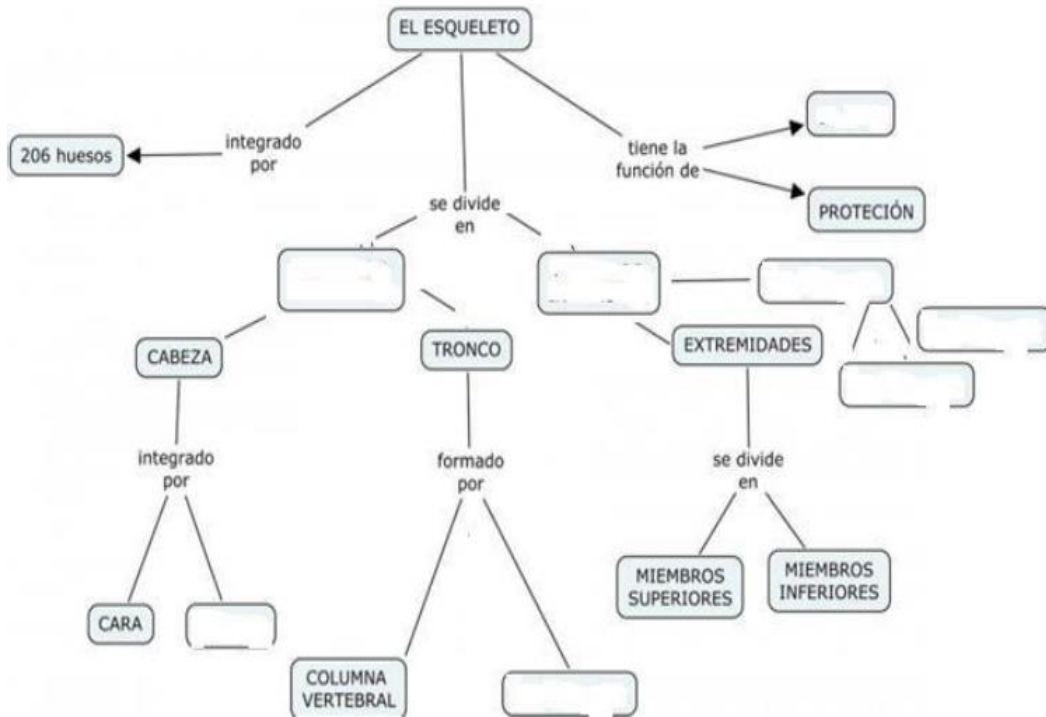 EL ESQUELETO
206 huesos
integrado
por
tiene la
función de
PROTECIÓN
se divide
en
CABEZA
TRONCO
EXTREMIDADES
integrado
por
formado
por
se divide
en
CARA
COLUMNA
VERTEBRAL
MIEMBROS
SUPERIORES
MIEMBROS
INFERIORES